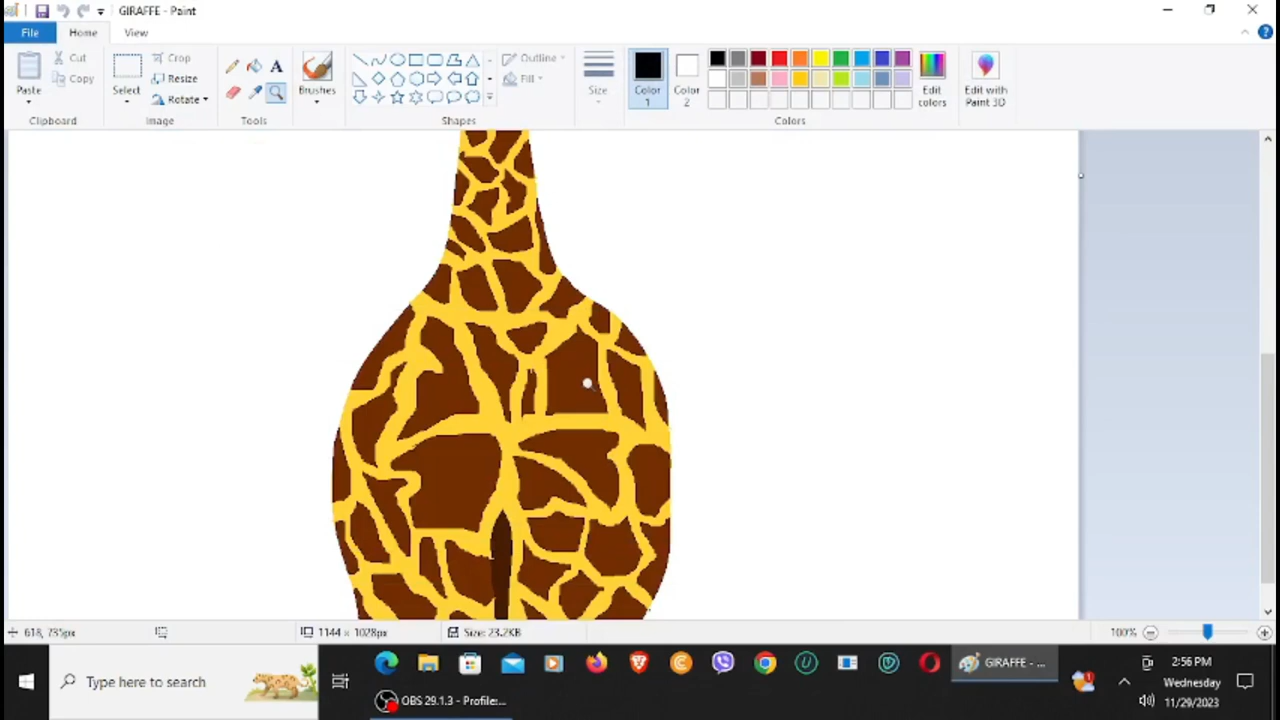 GIRAFFE - Paint
File Home View
Paste
Cut
Copy
Clipboard
Select
Crop
Resize
Rotate
Image
A
Tools
Brushes
Outline
Fill
Shapes
Size
Color 1
Color 2
Edit colors
Colors
Edit with Paint 3D
618, 735px
1144 × 1028px
Size: 23.2KB
100%
Type here to search
GIRAFFE - ...
OBS 29.1.3 - Profile:...
2:56 PM
Wednesday
11/29/2023